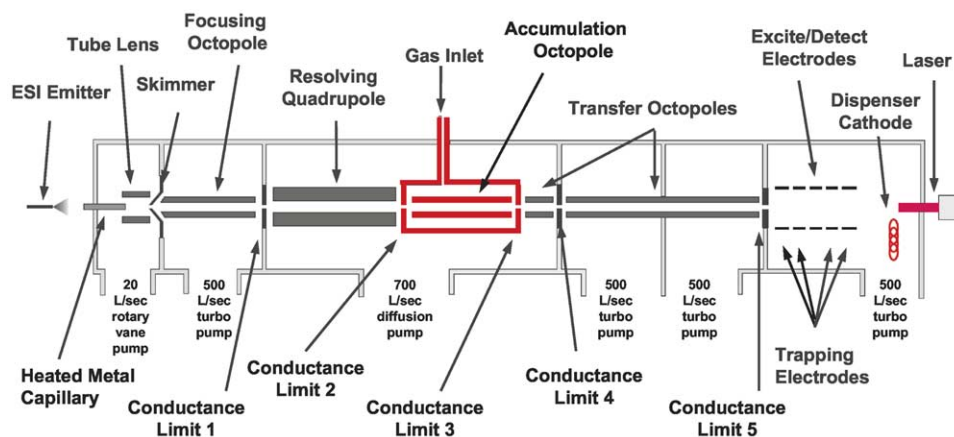 ESI Emitter
Tube Lens
Skimmer
Focusing
Octopole
Resolving
Quadrupole
Gas Inlet
Accumulation
Octopole
Transfer Octopoles
Excite/Detect
Electrodes
Dispenser
Cathode
Laser
20
L/sec
rotary
vane
pump
500
L/sec
turbo
pump
700
L/sec
diffusion
pump
500
L/sec
turbo
pump
500
L/sec
turbo
pump
500
L/sec
turbo
pump
Heated Metal
Capillary
Conductance
Limit 1
Conductance
Limit 2
Conductance
Limit 3
Conductance
Limit 4
Conductance
Limit 5
Trapping
Electrodes